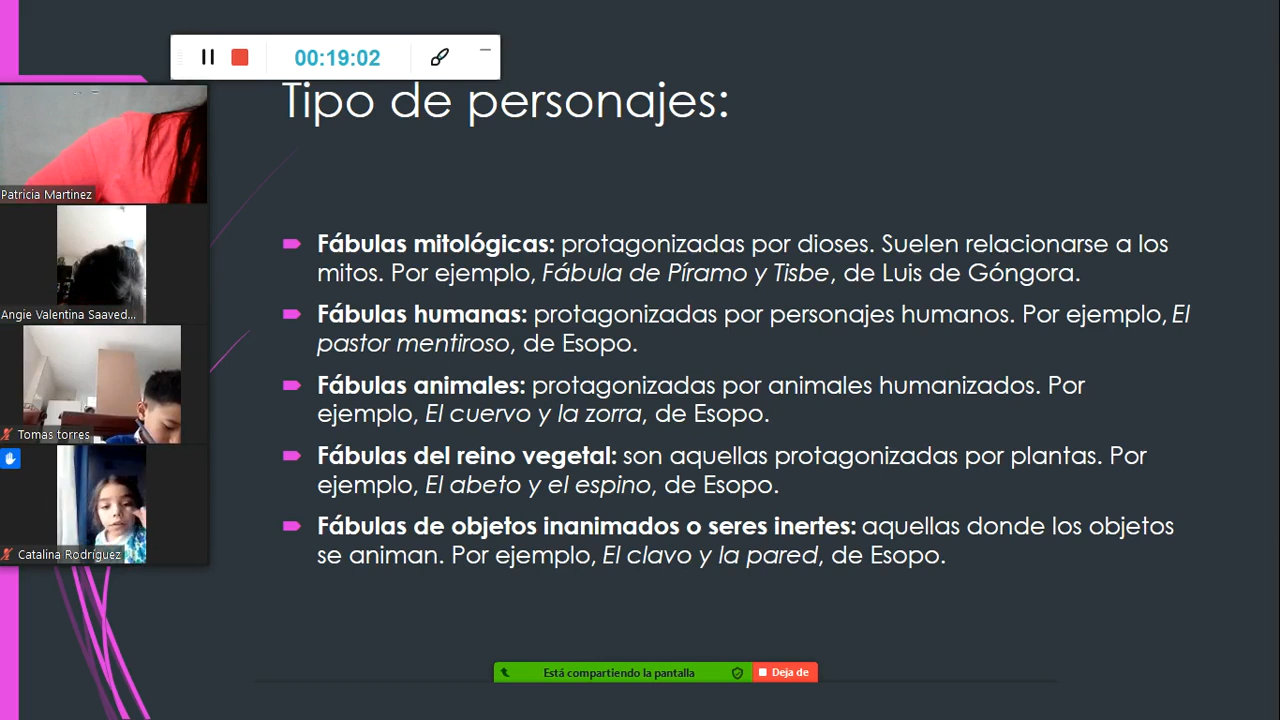 00:19:02
Tipo de personajes:
Patricia Martinez
Angie Valentina Saaved...
Tomas torres
Catalina Rodríguez
Fábulas mitológicas: protagonizadas por dioses. Suelen relacionarse a los
mitos. Por ejemplo, Fábula de Píramo y Tisbe, de Luis de Góngora.
Fábulas humanas: protagonizadas por personajes humanos. Por ejemplo, El
pastor mentiroso, de Esopo.
Fábulas animales: protagonizadas por animales humanizados. Por
ejemplo, El cuervo y la zorra, de Esopo.
Fábulas del reino vegetal: son aquellas protagonizadas por plantas. Por
ejemplo, El abeto y el espino, de Esopo.
Fábulas de objetos inanimados o seres inertes: aquellas donde los objetos
se animan. Por ejemplo, El clavo y la pared, de Esopo.
Está compartiendo la pantalla
Deja de